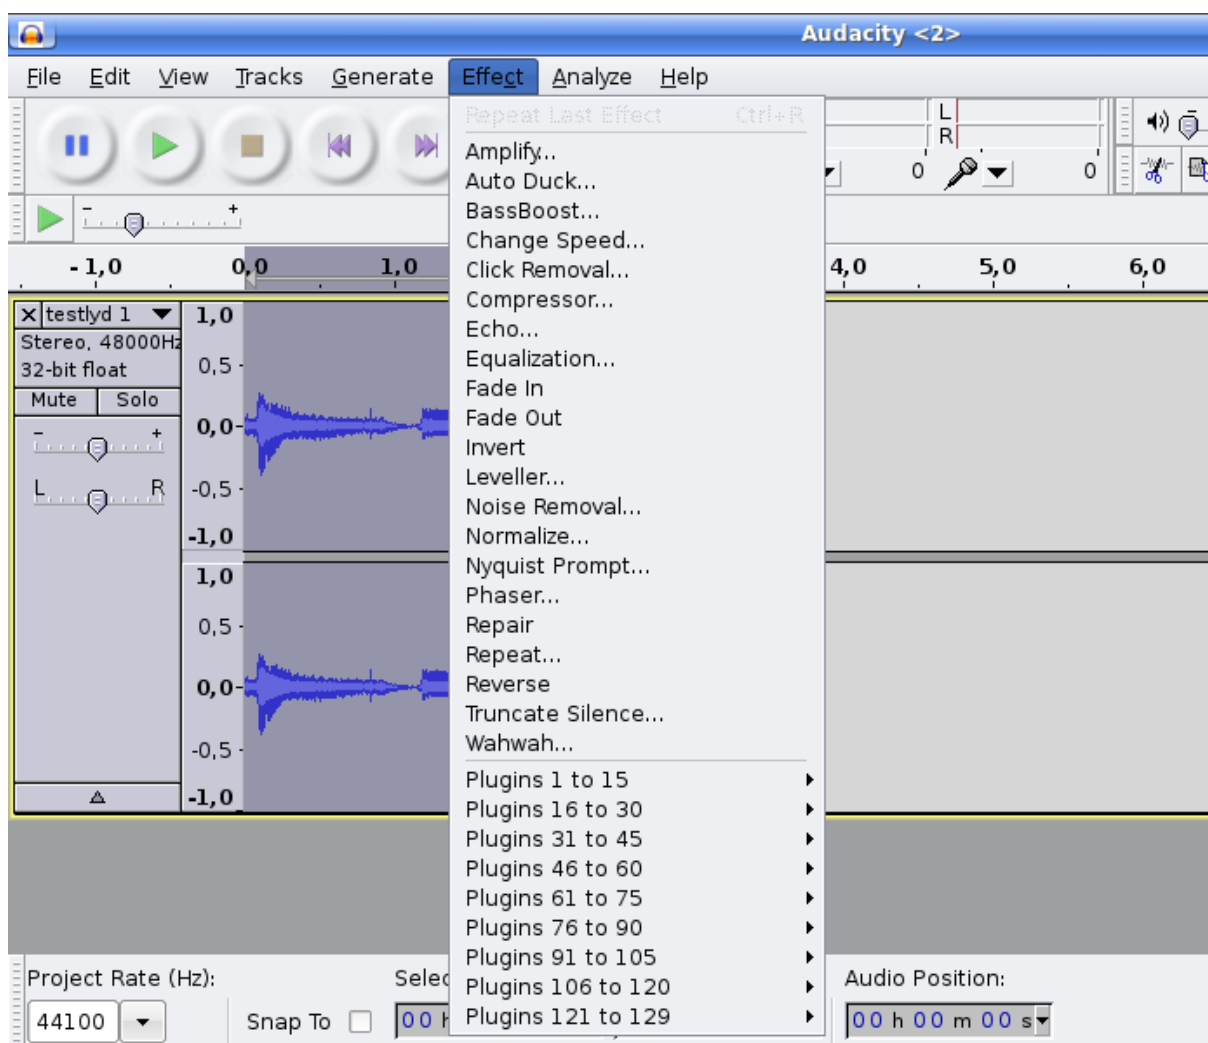 Audacity <2>
File Edit View Tracks Generate Effect Analyze Help
Repeat Last Effect Ctrl+R
Amplify...
Auto Duck...
BassBoost...
Change Speed...
Click Removal...
Compressor...
Echo...
Equalization...
Fade In
Fade Out
Invert
Leveller...
Noise Removal...
Normalize...
Nyquist Prompt...
Phaser...
Repair
Repeat...
Reverse
Truncate Silence...
Wahwah...
Plugins 1 to 15
Plugins 16 to 30
Plugins 31 to 45
Plugins 46 to 60
Plugins 61 to 75
Plugins 76 to 90
Plugins 91 to 105
Plugins 106 to 120
Plugins 121 to 129
L
R
0 0
- +
-1,0 0,0 1,0 4,0 5,0 6,0
testlyd 1
Stereo, 48000Hz
32-bit float
Mute Solo
- +
L R
1,0
0,5
0,0
-0,5
-1,0
1,0
0,5
0,0
-0,5
-1,0
Project Rate (Hz):
44100
Snap To
Selec
00 h
Audio Position:
00 h 00 m 00 s